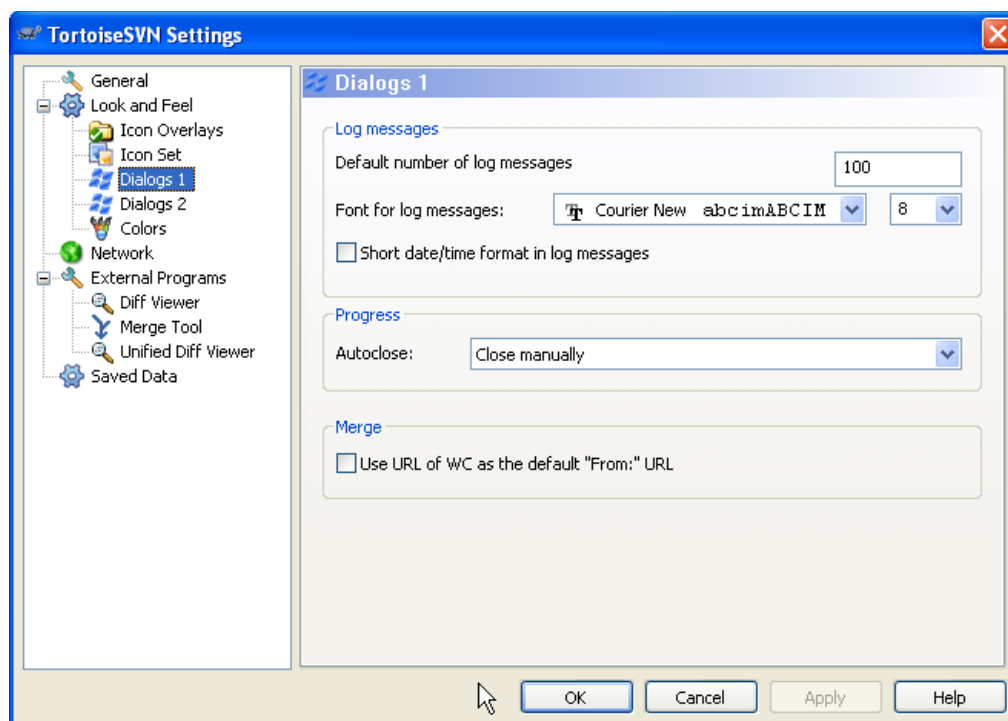 TortoiseSVN Settings
General
Look and Feel
Icon Overlays
Icon Set
Dialogs 1
Dialogs 2
Colors
Network
External Programs
Diff Viewer
Merge Tool
Unified Diff Viewer
Saved Data
Dialogs 1
Log messages
Default number of log messages 100
Font for log messages: Courier New abcimABCIM 8
Short date/time format in log messages
Progress
Autoclose: Close manually
Merge
Use URL of WC as the default "From:" URL
OK Cancel Apply Help